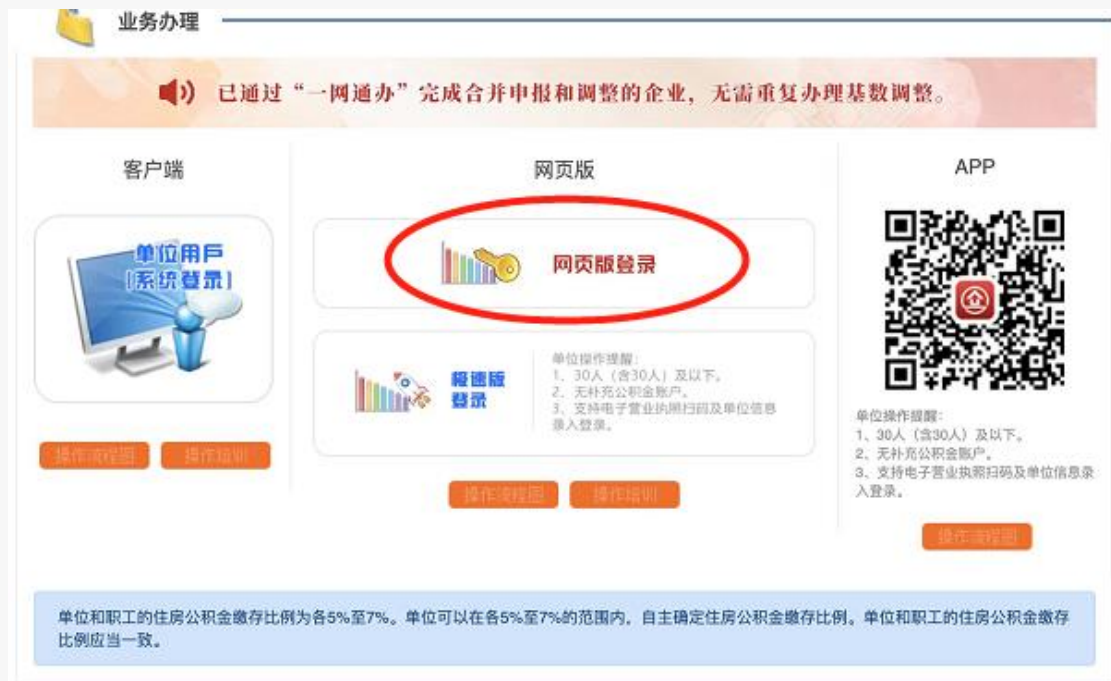 业务办理
已通过“一网通办”完成合并申报和调整的企业，无需重复办理基数调整。
客户端
单位用户
[系统登录]
操作流程图
操作培训
网页版
网页版登录
极速版
登录
单位操作提醒：
1、30人（含30人）及以下。
2、无补充公积金账户。
3、支持电子营业执照扫码及单位信息
录入登录。
操作流程图
操作培训
APP
单位操作提醒：
1、30人（含30人）及以下。
2、无补充公积金账户。
3、支持电子营业执照扫码及单位信息录
入登录。
操作流程图
单位和职工的住房公积金缴存比例为各5%至7%。单位可以在各5%至7%的范围内，自主确定住房公积金缴存比例。单位和职工的住房公积金缴存
比例应当一致。